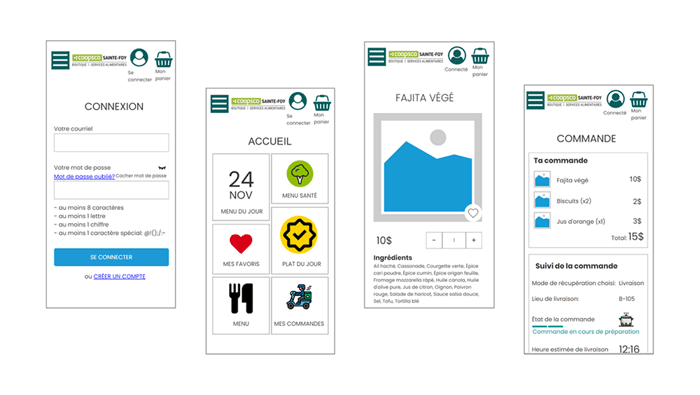 coopsco SAINTE-FOY
BOUTIQUE | SERVICES ALIMENTAIRES
Se
connecter
Mon
panier
CONNEXION
Votre courriel
Votre mot de passe
Mot de passe oublié?
Cacher mot de passe
- au moins 8 caractères
- au moins 1 lettre
- au moins 1 chiffre
- au moins 1 caractère spécial: @!();/:-
SE CONNECTER
ou CRÉER UN COMPTE
coopsco SAINTE-FOY
BOUTIQUE | SERVICES ALIMENTAIRES
Se
connecter
Mon
panier
ACCUEIL
24
NOV
MENU DU JOUR
MENU SANTÉ
MES FAVORIS
PLAT DU JOUR
MENU
MES COMMANDES
coopsco SAINTE-FOY
BOUTIQUE | SERVICES ALIMENTAIRES
Connecté
Mon
panier
FAJITA VÉGÉ
10$
- 1 +
Ingrédients
Ail haché, Cassonade, Courgette verte, Épice
cari poudre, Épice cumin, Épice origan feuille,
Fromage mozzarella râpé, Huile canola, Huile
d'olive pure, Jus de citron, Oignon, Poivron
rouge, Salade de haricot, Sauce salsa douce,
Sel, Tofu, Tortilla blé
coopsco SAINTE-FOY
BOUTIQUE | SERVICES ALIMENTAIRES
Connecté
Mon
panier
COMMANDE
Ta commande
Fajita végé 10$
Biscuits (x2) 2$
Jus d'orange (x1) 3$
Total: 15$
Suivi de la commande
Mode de récupération choisi: Livraison
Lieu de livraison: B-105
État de la commande
Commande en cours de préparation
Heure estimée de livraison 12:16